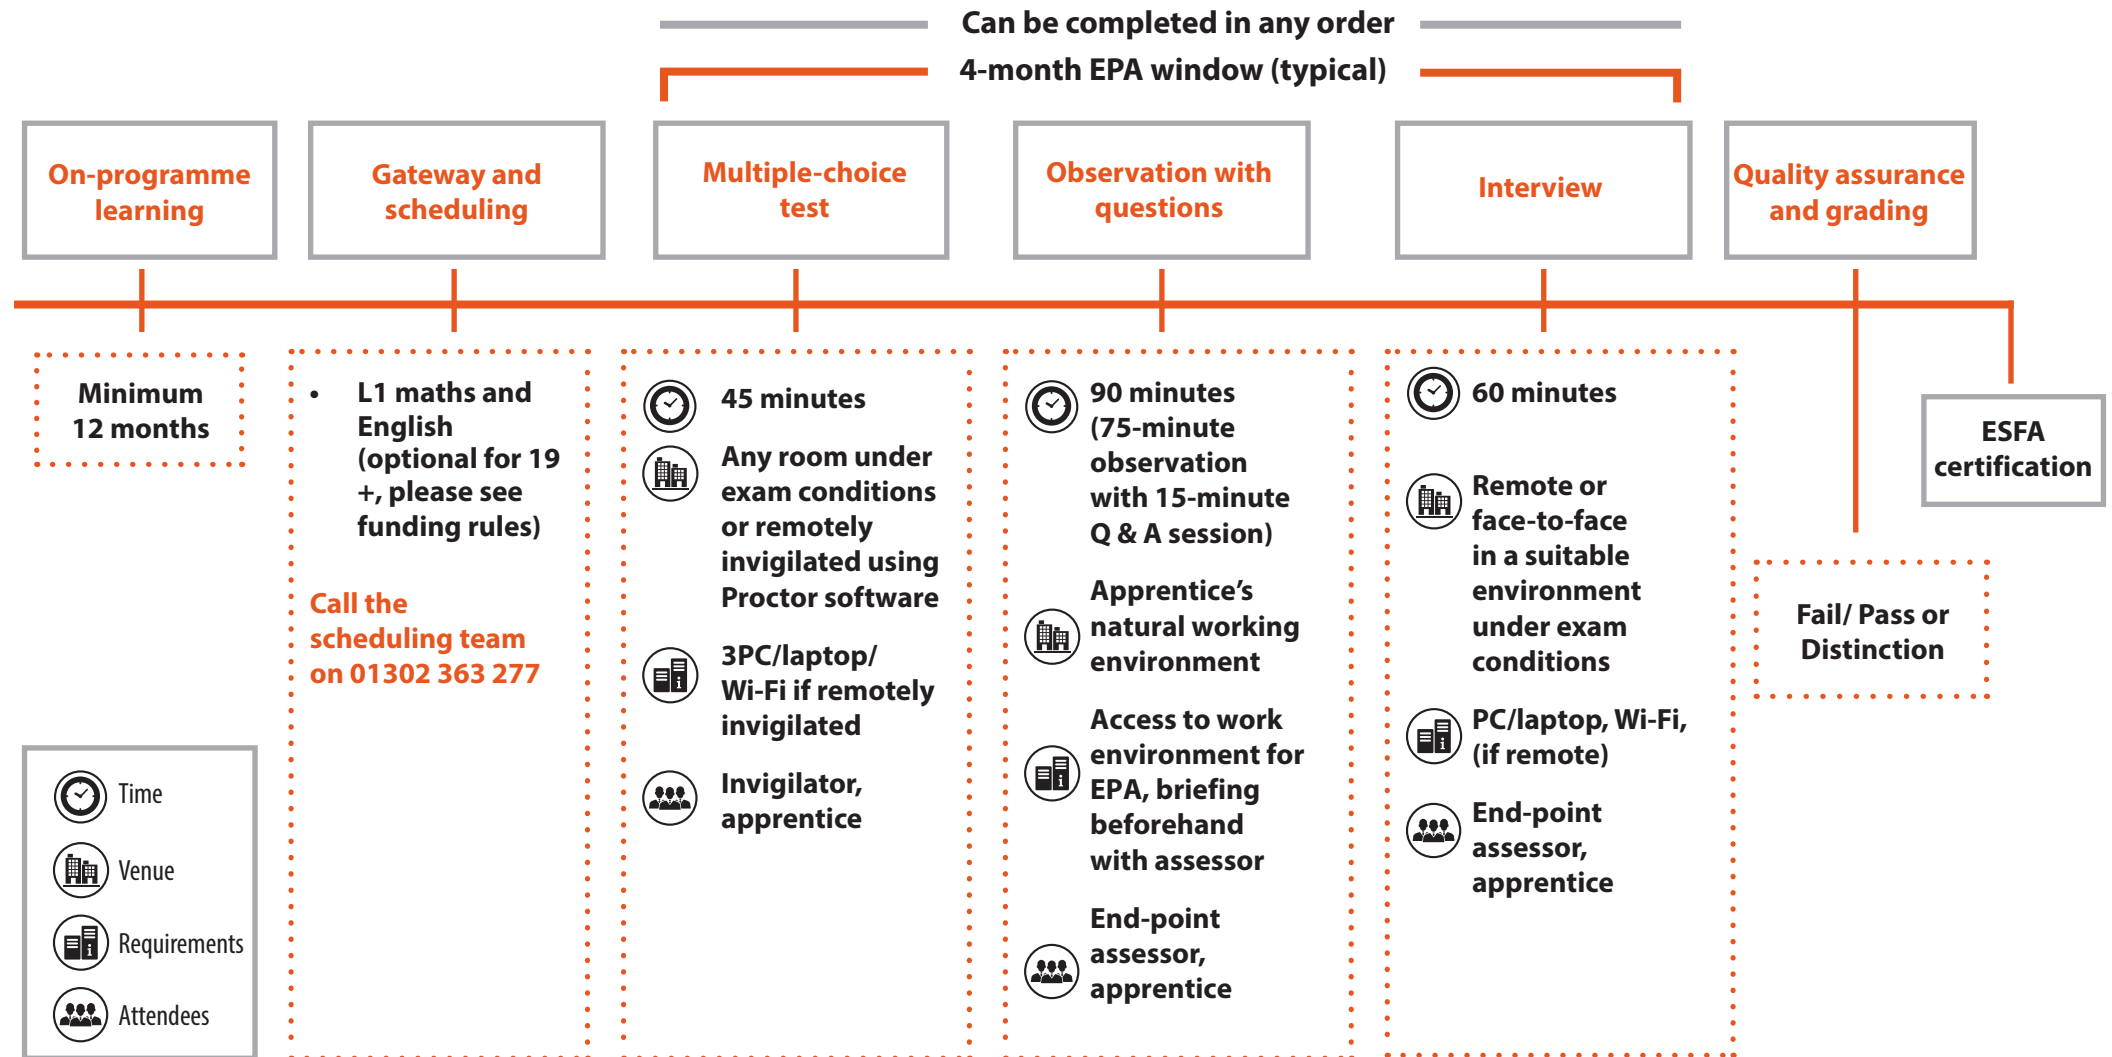 Can be completed in any order
4-month EPA window (typical)
On-programme
learning
Gateway and
scheduling
Multiple-choice
test
Observation with
questions
Interview
Quality assurance
and grading
Minimum
12 months
• L1 maths and
English
(optional for 19
+, please see
funding rules)
Call the
scheduling team
on 01302 363 277
45 minutes
Any room under
exam conditions
or remotely
invigilated using
Proctor software
3PC/laptop/
Wi-Fi if remotely
invigilated
Invigilator,
apprentice
90 minutes
(75-minute
observation
with 15-minute
Q & A session)
Apprentice’s
natural working
environment
Access to work
environment for
EPA, briefing
beforehand
with assessor
End-point
assessor,
apprentice
60 minutes
Remote or
face-to-face
in a suitable
environment
under exam
conditions
PC/laptop, Wi-Fi,
(if remote)
End-point
assessor,
apprentice
Fail/ Pass or
Distinction
ESFA
certification
Time
Venue
Requirements
Attendees